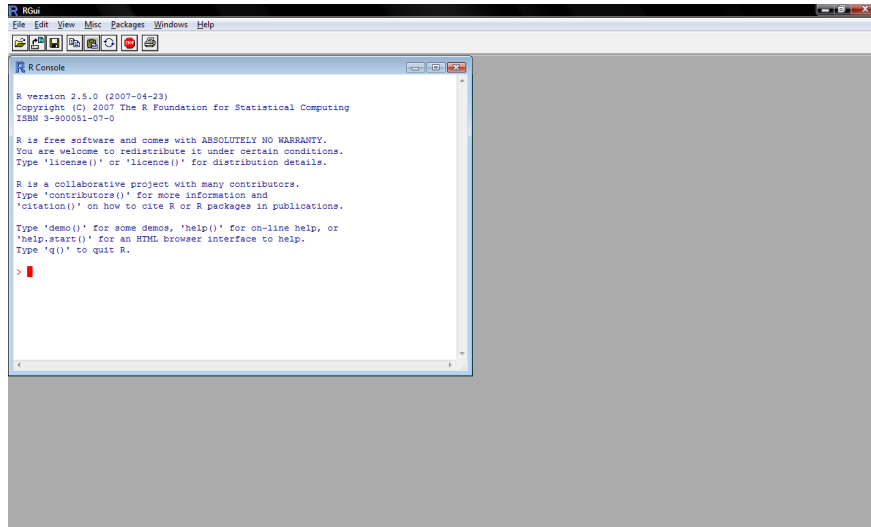 RGui
File Edit View Misc Packages Windows Help
STOP
R Console
R version 2.5.0 (2007-04-23)
Copyright (C) 2007 The R Foundation for Statistical Computing
ISBN 3-900051-07-0
R is free software and comes with ABSOLUTELY NO WARRANTY.
You are welcome to redistribute it under certain conditions.
Type 'license()' or 'licence()' for distribution details.
R is a collaborative project with many contributors.
Type 'contributors()' for more information and
'citation()' on how to cite R or R packages in publications.
Type 'demo()' for some demos, 'help()' for on-line help, or
'help.start()' for an HTML browser interface to help.
Type 'q()' to quit R.
>